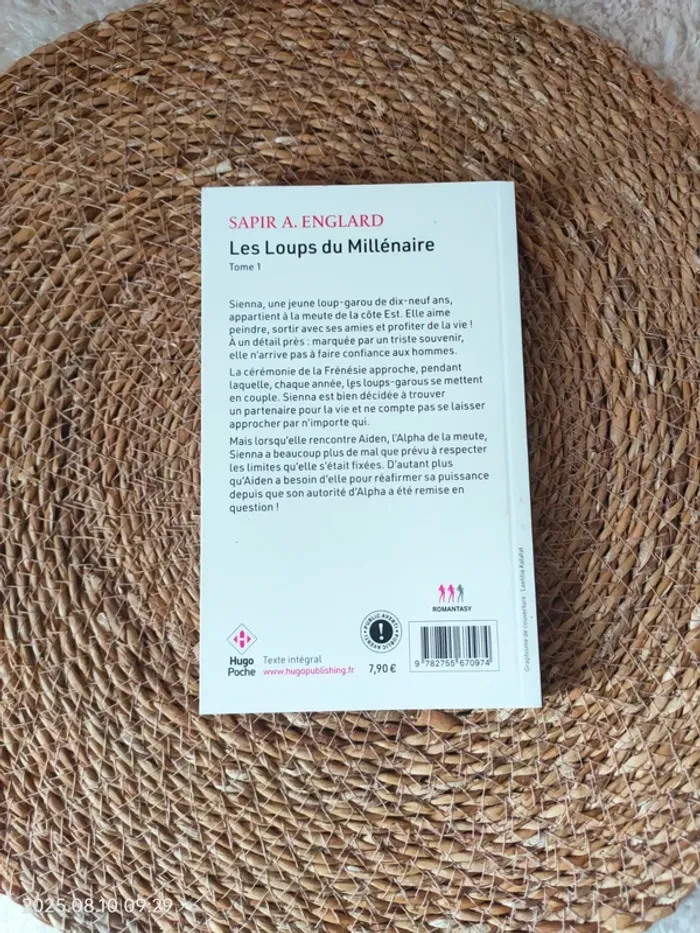 SAPIR A. ENGLARD
Les Loups du Millénaire
Tome 1
Sienna, une jeune loup-garou de dix-neuf ans,
appartient à la meute de la côte Est. Elle aime
peindre, sortir avec ses amies et profiter de la vie !
À un détail près : marquée par un triste souvenir,
elle n'arrive pas à faire confiance aux hommes.
La cérémonie de la Frénésie approche, pendant
laquelle, chaque année, les loups-garous se mettent
en couple. Sienna est bien décidée à trouver
un partenaire pour la vie et ne compte pas se laisser
approcher par n'importe qui.
Mais lorsqu'elle rencontre Aiden, l'Alpha de la meute,
Sienna a beaucoup plus de mal que prévu à respecter
les limites qu'elle s'était fixées. D'autant plus
qu'Aiden a besoin d'elle pour réafirmer sa puissance
depuis que son autorité d'Alpha a été remise en
question !
ROMANTASY
PUBLIC AVERTI
PUBLIC AVERTI
!
Hugo
Poche
Texte intégral
www.hugopublishing.fr
7,90 €
9 782755 670974
Graphisme de couverture : Laetitia Kalafat
2025.08.10 09:29